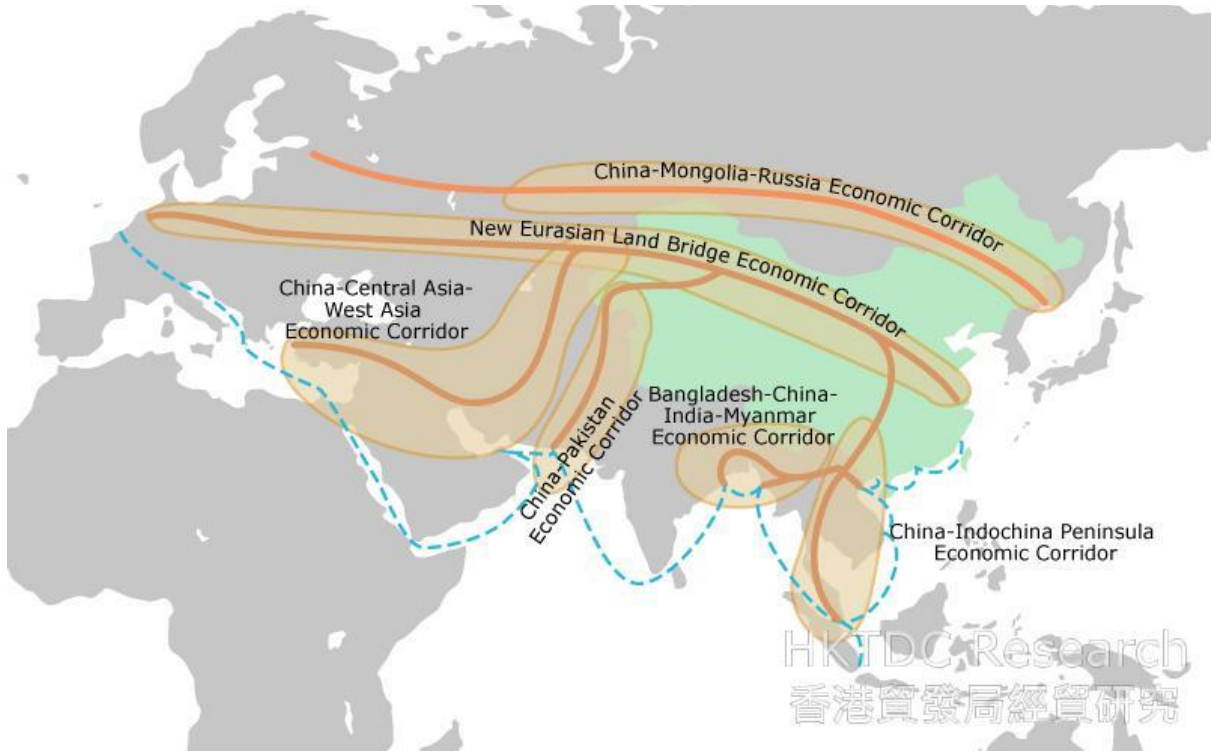 China-Mongolia-Russia Economic Corridor
New Eurasian Land Bridge Economic Corridor
China-Central Asia-
West Asia
Economic Corridor
China-Pakistan
Economic Corridor
Bangladesh-China-
India-Myanmar
Economic Corridor
China-Indochina Peninsula
Economic Corridor
HKTDC Research
香港貿發局經貿研究